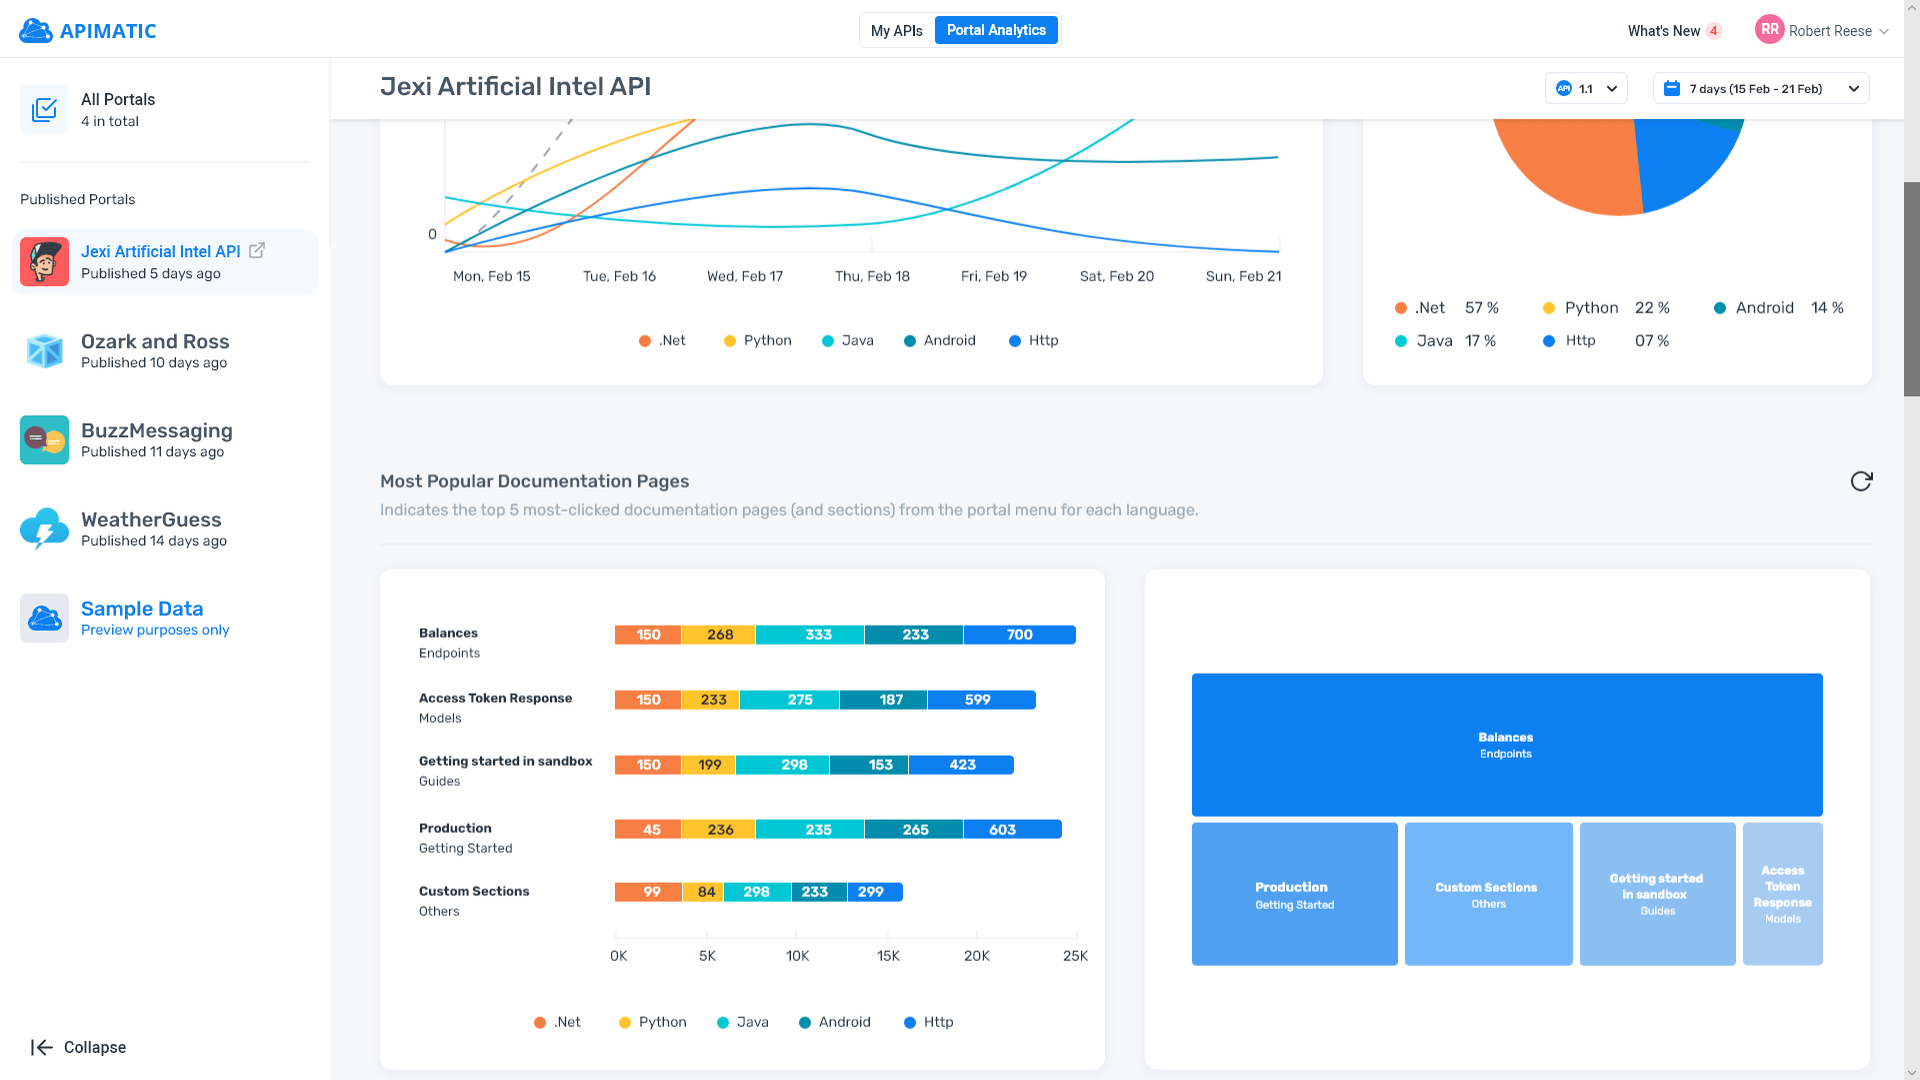 APIMATIC
My APIs
Portal Analytics
What's New 4
RR Robert Reese
All Portals
4 in total
Published Portals
Jexi Artificial Intel API
Published 5 days ago
Ozark and Ross
Published 10 days ago
BuzzMessaging
Published 11 days ago
WeatherGuess
Published 14 days ago
Sample Data
Preview purposes only
Collapse
Jexi Artificial Intel API
API 1.1
7 days (15 Feb - 21 Feb)
0
Mon, Feb 15 Tue, Feb 16 Wed, Feb 17 Thu, Feb 18 Fri, Feb 19 Sat, Feb 20 Sun, Feb 21
.Net Python Java Android Http
.Net 57 % Python 22 % Android 14 %
Java 17 % Http 07 %
Most Popular Documentation Pages
Indicates the top 5 most-clicked documentation pages (and sections) from the portal menu for each language.
Balances 150 268 333 233 700
Endpoints
Access Token Response 150 233 275 187 599
Models
Getting started in sandbox 150 199 298 153 423
Guides
Production 45 236 235 265 603
Getting Started
Custom Sections 99 84 298 233 299
Others
0K 5K 10K 15K 20K 25K
.Net Python Java Android Http
Balances
Endpoints
Production
Getting Started
Custom Sections
Others
Getting started
in sandbox
Guides
Access
Token
Response
Models